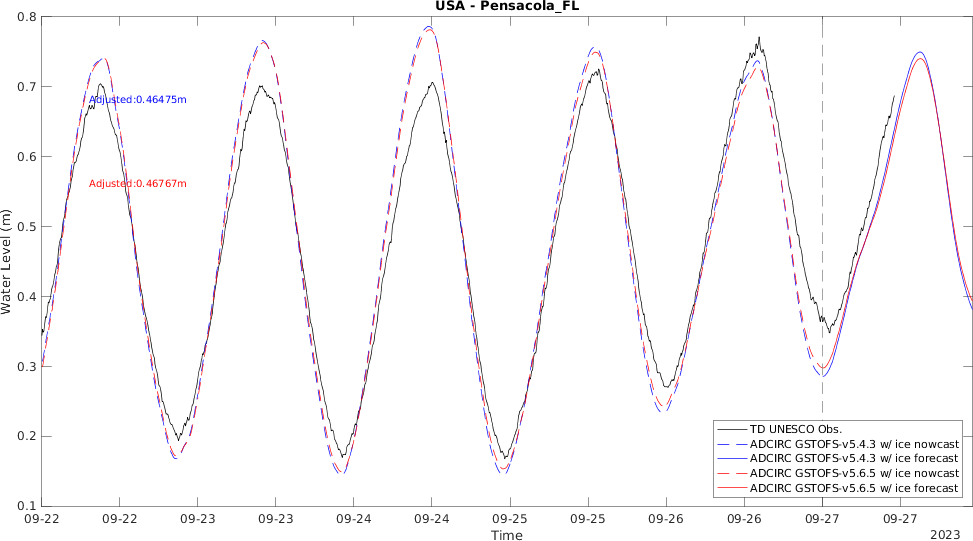 USA - Pensacola_FL
0.8
0.7
Adjusted:0.46475m
0.6
Adjusted:0.46767m
0.5
Water Level (m)
0.4
0.3
0.2
0.1
TD UNESCO Obs.
ADCIRC GSTOFS-v5.4.3 w/ ice nowcast
ADCIRC GSTOFS-v5.4.3 w/ ice forecast
ADCIRC GSTOFS-v5.6.5 w/ ice nowcast
ADCIRC GSTOFS-v5.6.5 w/ ice forecast
09-22 09-22 09-23 09-23 09-24 09-24 09-25 09-25 09-26 09-26 09-27 09-27
Time
2023